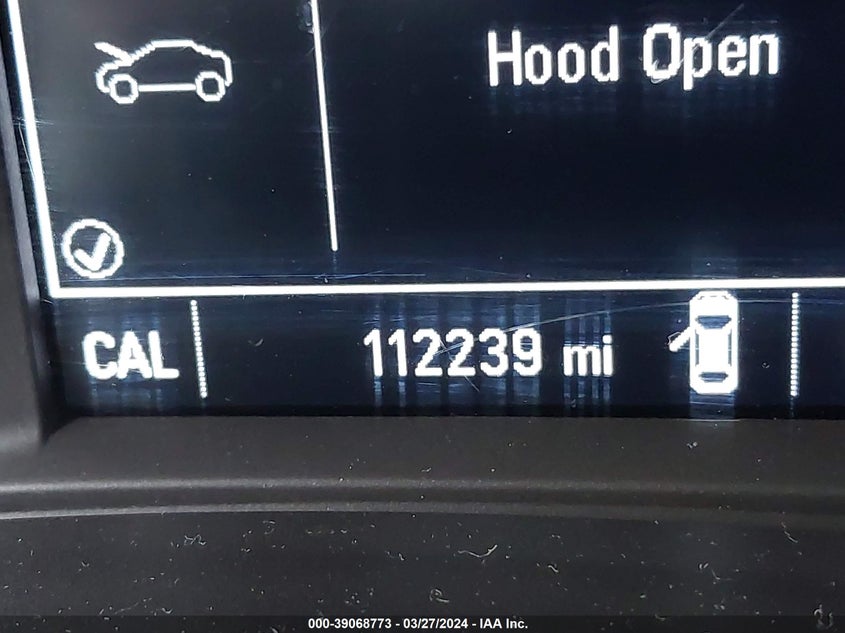 Hood Open
CAL 112239 mi
000-39068773 - 03/27/2024 - IAA Inc.